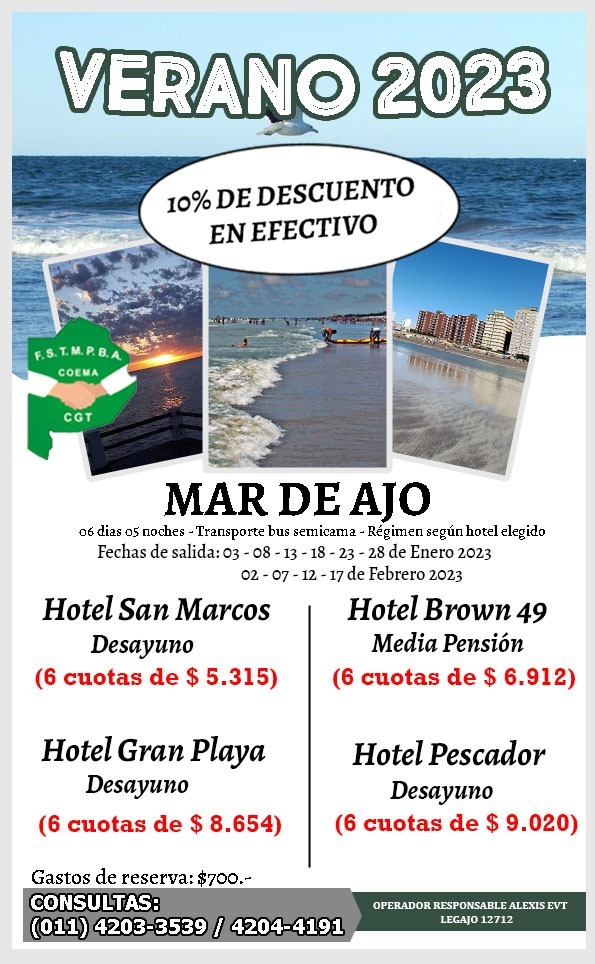 VERANO 2023
10% DE DESCUENTO
EN EFECTIVO
F.S.T.M.P.B.A.
COEMA
CGT
MAR DE AJO
06 dias 05 noches - Transporte bus semicama - Régimen según hotel elegido
Fechas de salida: 03 - 08 - 13 - 18 - 23 - 28 de Enero 2023
02 - 07 - 12 - 17 de Febrero 2023
Hotel San Marcos
Desayuno
(6 cuotas de $ 5.315)
Hotel Brown 49
Media Pensión
(6 cuotas de $ 6.912)
Hotel Gran Playa
Desayuno
(6 cuotas de $ 8.654)
Hotel Pescador
Desayuno
(6 cuotas de $ 9.020)
Gastos de reserva: $700.-
CONSULTAS:
(011) 4203-3539 / 4204-4191
OPERADOR RESPONSABLE ALEXIS EVT
LEGAJO 12712